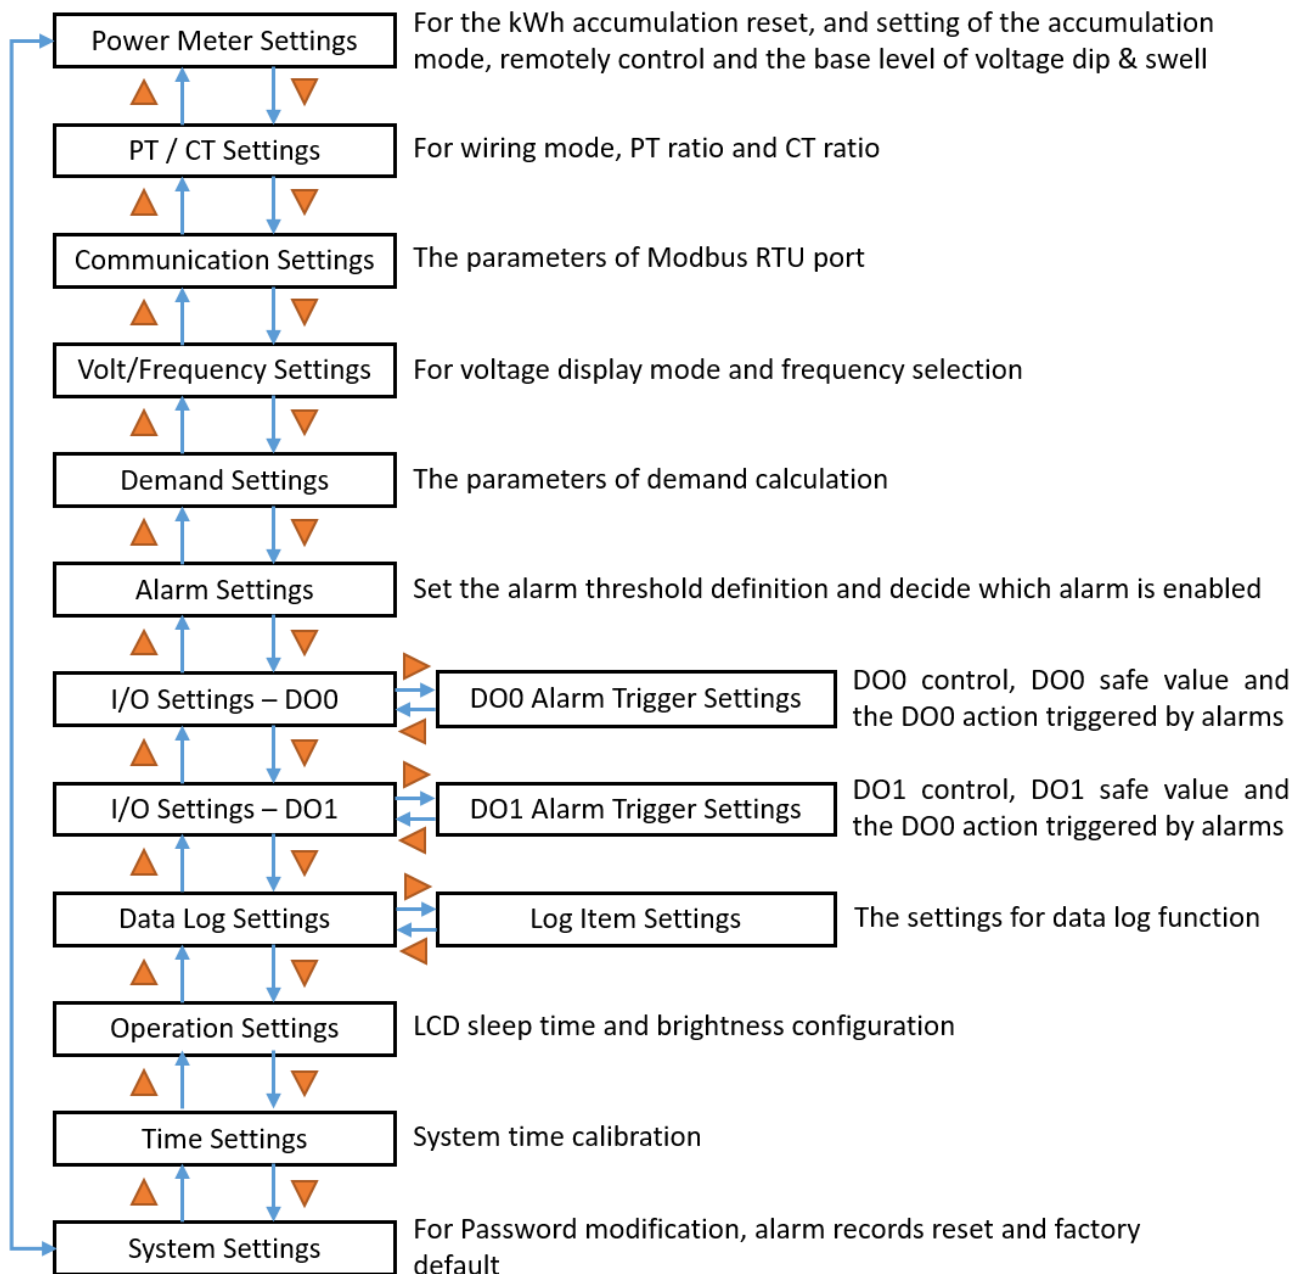 Power Meter Settings
For the kWh accumulation reset, and setting of the accumulation
mode, remotely control and the base level of voltage dip & swell
PT / CT Settings
For wiring mode, PT ratio and CT ratio
Communication Settings
The parameters of Modbus RTU port
Volt/Frequency Settings
For voltage display mode and frequency selection
Demand Settings
The parameters of demand calculation
Alarm Settings
Set the alarm threshold definition and decide which alarm is enabled
I/O Settings – DO0
DO0 Alarm Trigger Settings
DO0 control, DO0 safe value and
the DO0 action triggered by alarms
I/O Settings – DO1
DO1 Alarm Trigger Settings
DO1 control, DO1 safe value and
the DO0 action triggered by alarms
Data Log Settings
Log Item Settings
The settings for data log function
Operation Settings
LCD sleep time and brightness configuration
Time Settings
System time calibration
System Settings
For Password modification, alarm records reset and factory
default